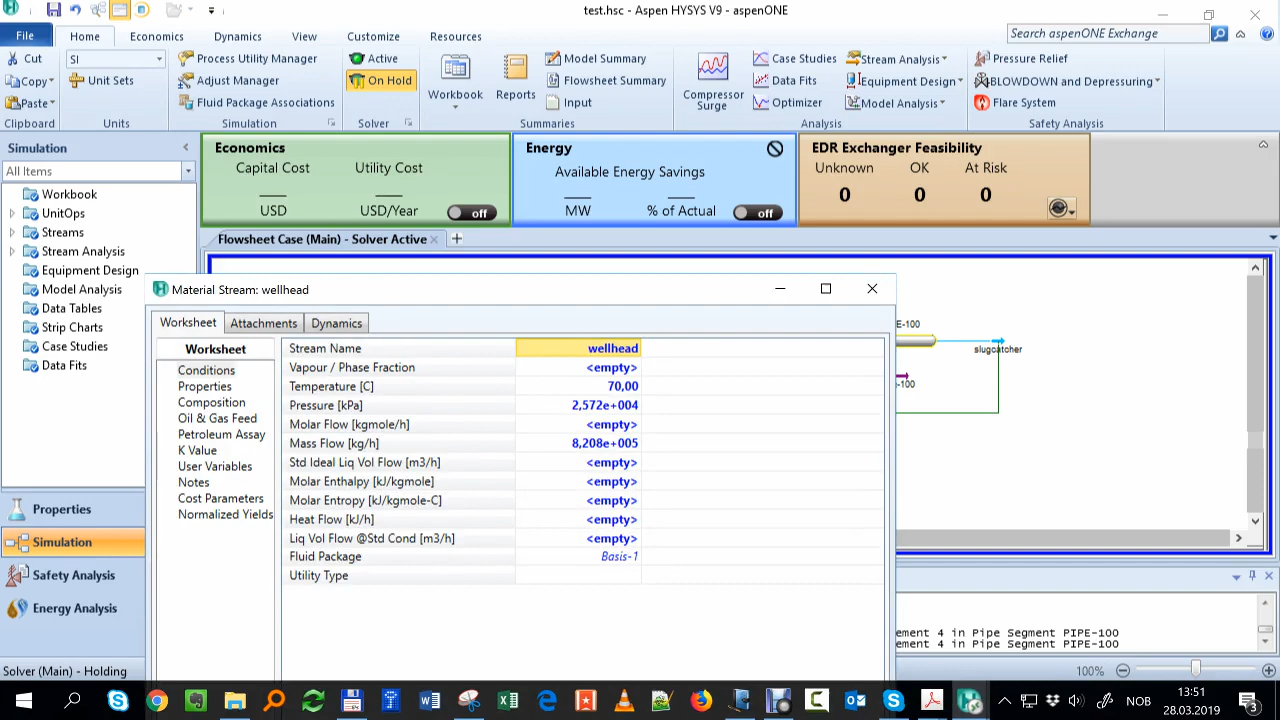 test.hsc - Aspen HYSYS V9 - aspenONE
File Home Economics Dynamics View Customize Resources Search aspenONE Exchange
Cut SI Process Utility Manager Active Model Summary Case Studies Stream Analysis Pressure Relief
Copy Unit Sets Adjust Manager On Hold Workbook Reports Flowsheet Summary Compressor Surge Data Fits Equipment Design BLOWDOWN and Depressuring
Paste Fluid Package Associations Input Optimizer Model Analysis Flare System
Clipboard Units Simulation Solver Summaries Analysis Safety Analysis
Simulation
All Items
Workbook
UnitOps
Streams
Stream Analysis
Equipment Design
Model Analysis
Data Tables
Strip Charts
Case Studies
Data Fits
Properties
Simulation
Safety Analysis
Energy Analysis
Economics
Capital Cost Utility Cost
USD USD/Year off
Energy
Available Energy Savings
MW % of Actual off
EDR Exchanger Feasibility
Unknown OK At Risk
0 0 0
Flowsheet Case (Main) - Solver Active
E-100
slugcatcher
-100
Material Stream: wellhead
Worksheet Attachments Dynamics
Worksheet
Conditions
Properties
Composition
Oil & Gas Feed
Petroleum Assay
K Value
User Variables
Notes
Cost Parameters
Normalized Yields
Stream Name wellhead
Vapour / Phase Fraction <empty>
Temperature [C] 70,00
Pressure [kPa] 2,572e+004
Molar Flow [kgmole/h] <empty>
Mass Flow [kg/h] 8,208e+005
Std Ideal Liq Vol Flow [m3/h] <empty>
Molar Enthalpy [kJ/kgmole] <empty>
Molar Entropy [kJ/kgmole-C] <empty>
Heat Flow [kJ/h] <empty>
Liq Vol Flow @Std Cond [m3/h] <empty>
Fluid Package Basis-1
Utility Type
ement 4 in Pipe Segment PIPE-100
ement 4 in Pipe Segment PIPE-100
Solver (Main) - Holding 100%
NOB 13:51
28.03.2019 3